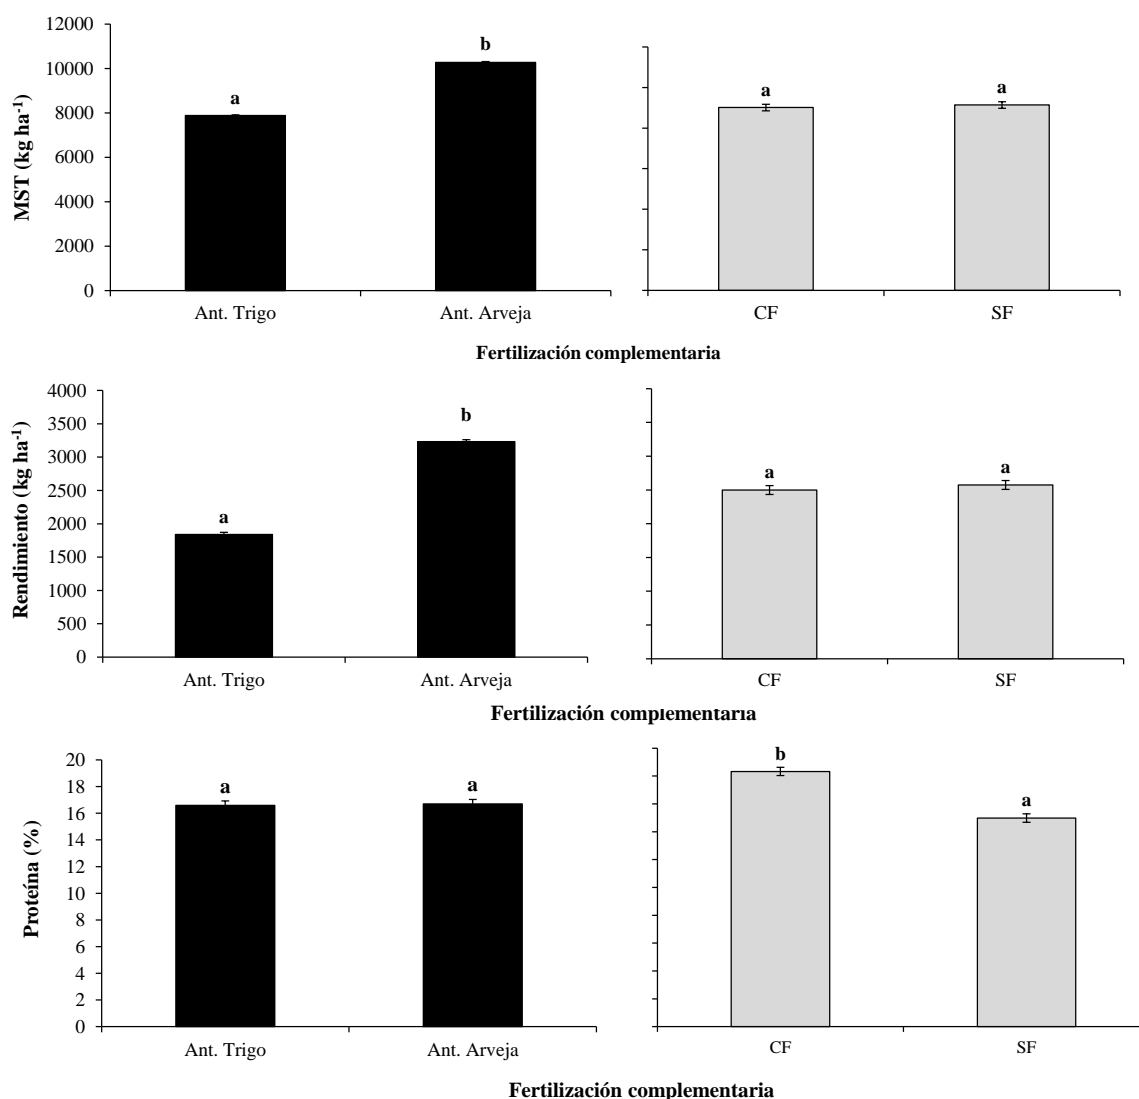 12000
10000
8000
6000
4000
2000
0
MST (kg ha-1)
a
b
Ant. Trigo
Ant. Arveja
a
a
CF
SF
Fertilización complementaria
4000
3500
3000
2500
2000
1500
1000
500
0
Rendimiento (kg ha-1)
a
b
Ant. Trigo
Ant. Arveja
a
a
CF
SF
Fertilización complementaria
20
18
16
14
12
10
8
6
4
2
0
Proteína (%)
a
a
Ant. Trigo
Ant. Arveja
b
a
CF
SF
Fertilización complementaria